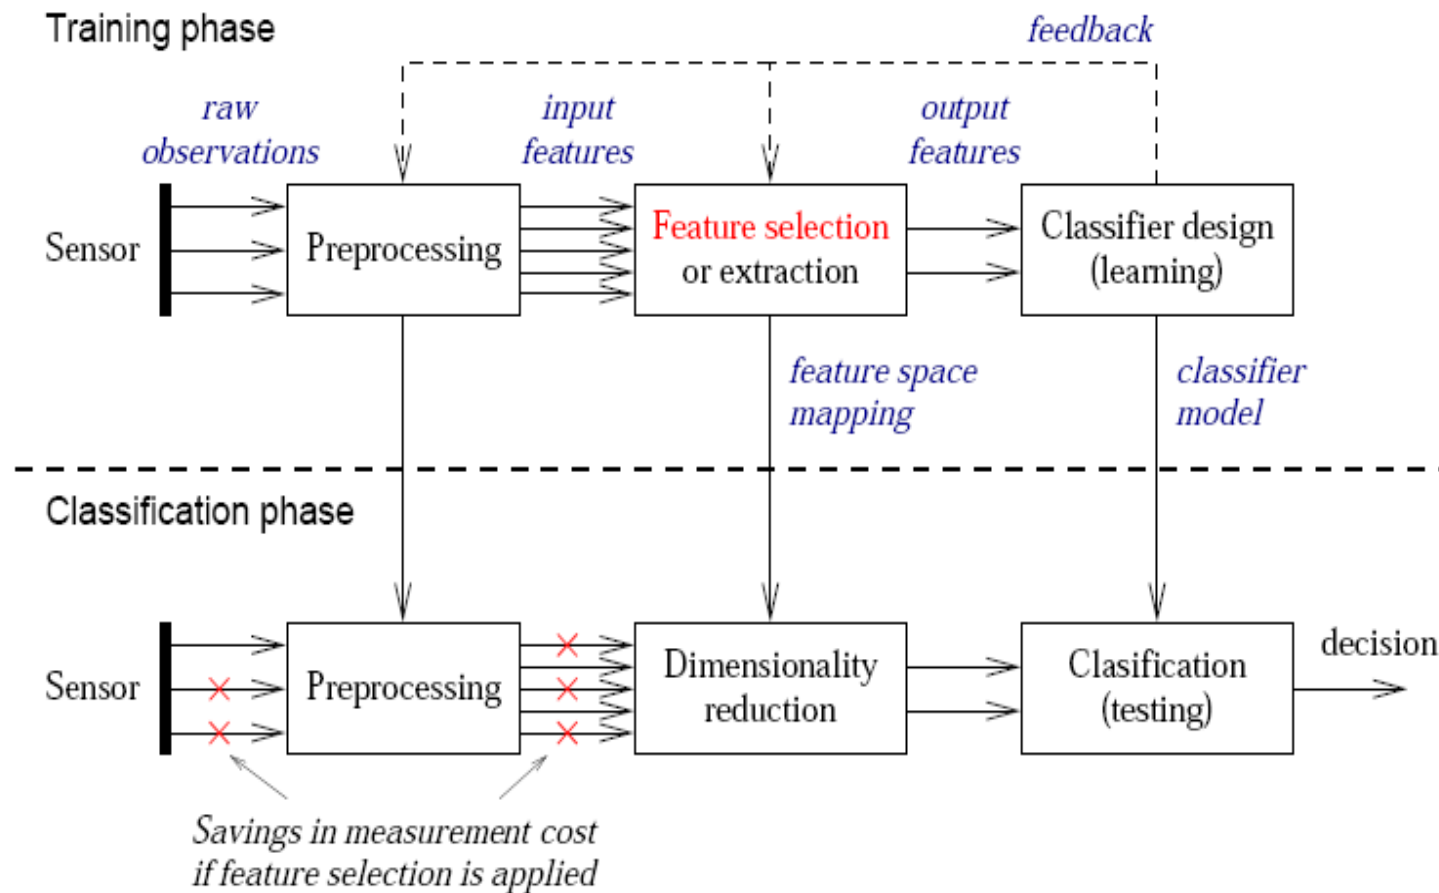 Training phase
feedback
raw
observations
input
features
output
features
Sensor
Preprocessing
Feature selection
or extraction
Classifier design
(learning)
feature space
mapping
classifier
model
Classification phase
Sensor
Preprocessing
Dimensionality
reduction
Clasification
(testing)
decision
Savings in measurement cost
if feature selection is applied